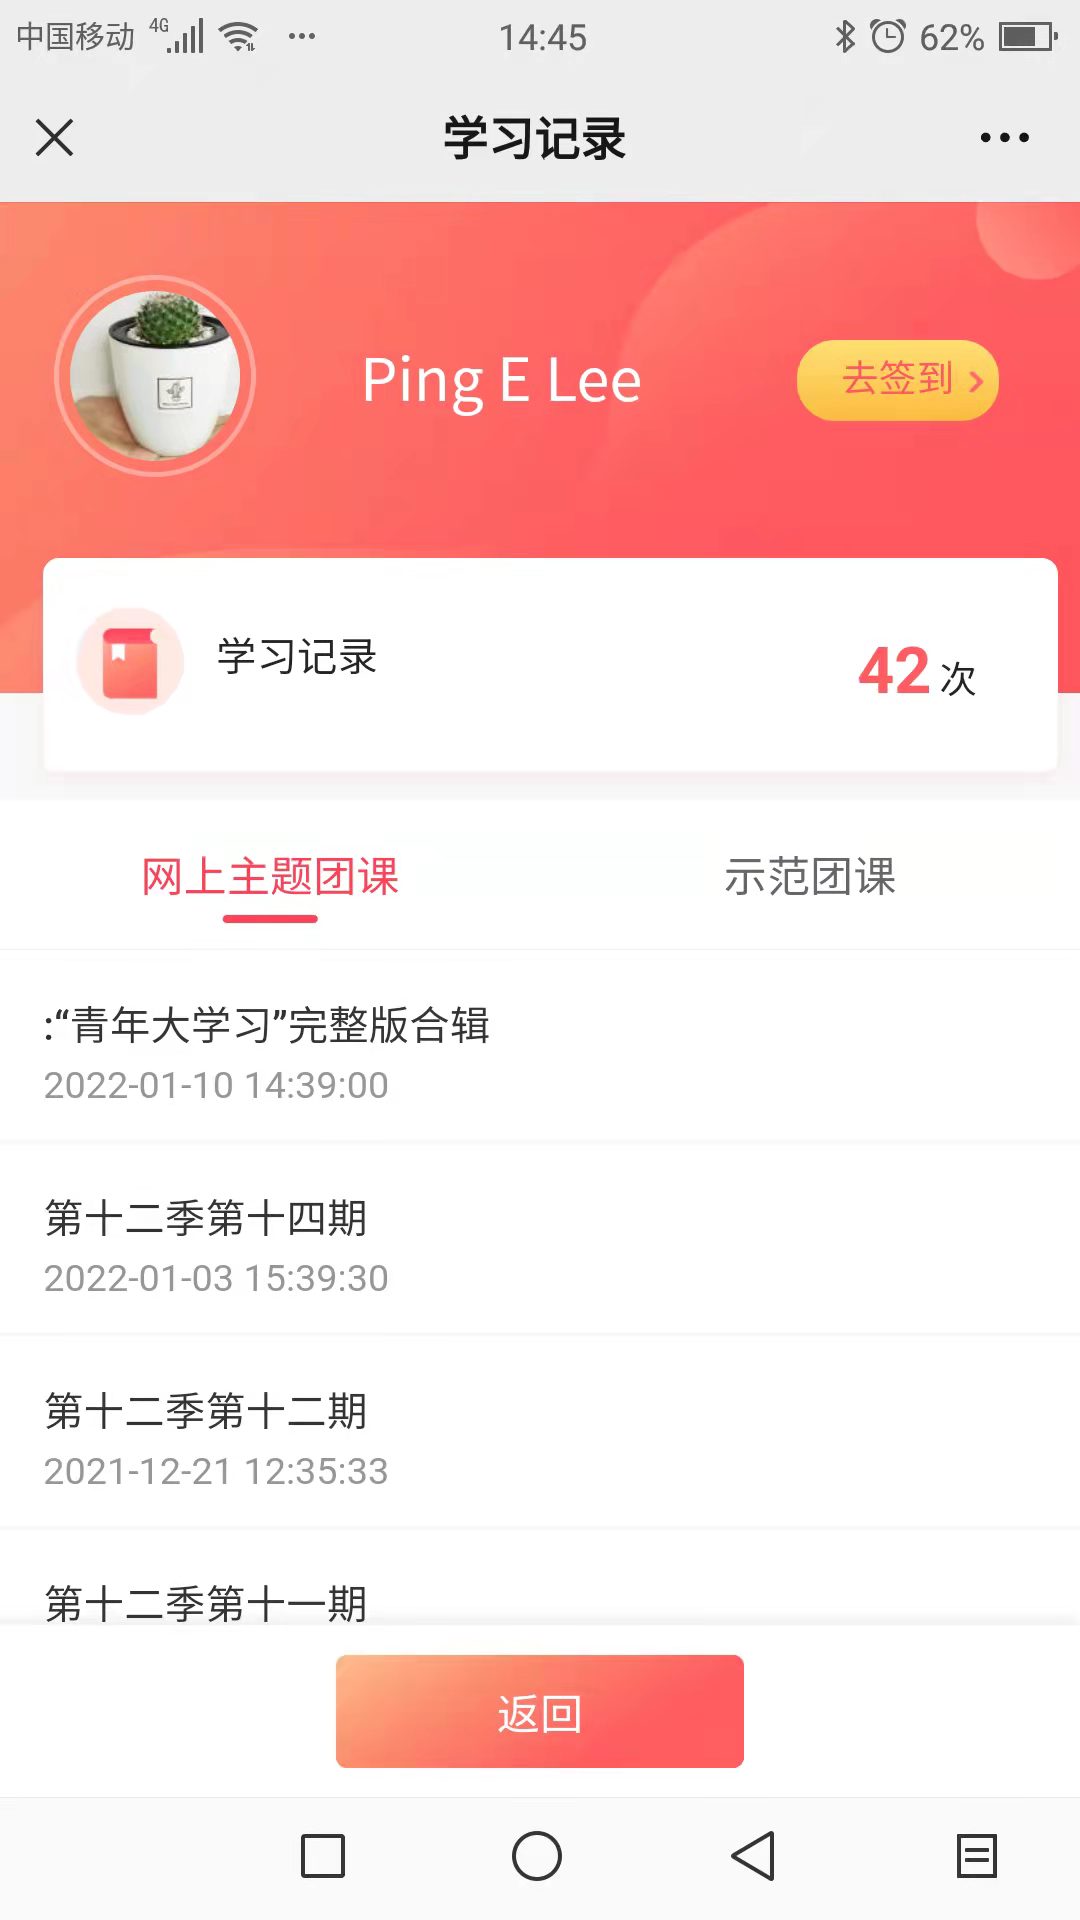 中国移动 4G 14:45 62%
学习记录
Ping E Lee
去签到
学习记录
42次
网上主题团课 示范团课
:“青年大学习”完整版合辑
2022-01-10 14:39:00
第十二季第十四期
2022-01-03 15:39:30
第十二季第十二期
2021-12-21 12:35:33
第十二季第十一期
返回